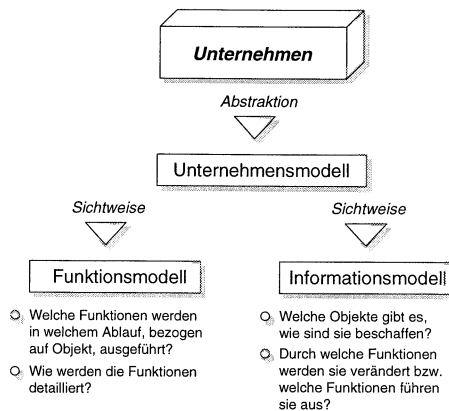 Unternehmen
Abstraktion
Unternehmensmodell
Sichtweise
Sichtweise
Funktionsmodell
Informationsmodell
Welche Funktionen werden
in welchem Ablauf, bezogen
auf Objekt, ausgeführt?
Wie werden die Funktionen
detailliert?
Welche Objekte gibt es,
wie sind sie beschaffen?
Durch welche Funktionen
werden sie verändert bzw.
welche Funktionen führen
sie aus?